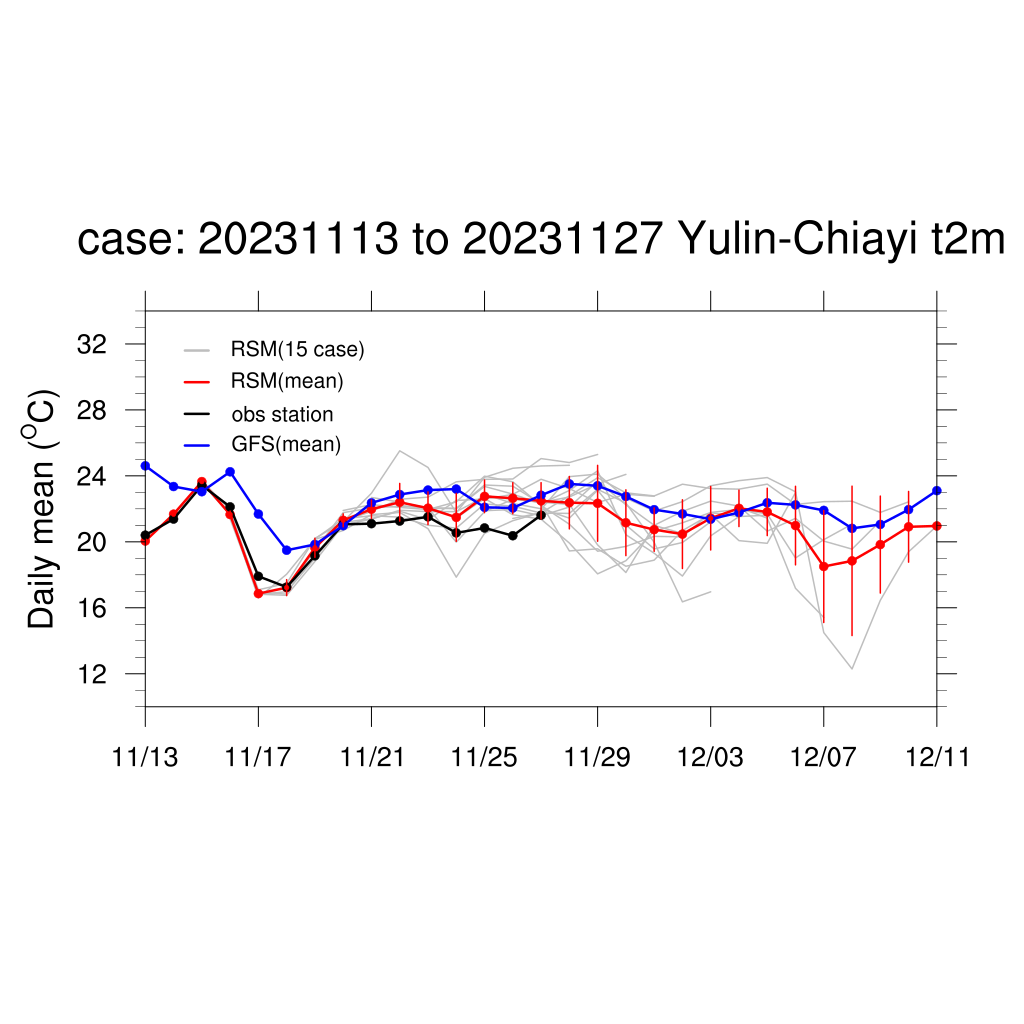 case: 20231113 to 20231127 Yulin-Chiayi t2m
Daily mean (°C)
32
28
24
20
16
12
RSM(15 case)
RSM(mean)
obs station
GFS(mean)
11/13 11/17 11/21 11/25 11/29 12/03 12/07 12/11